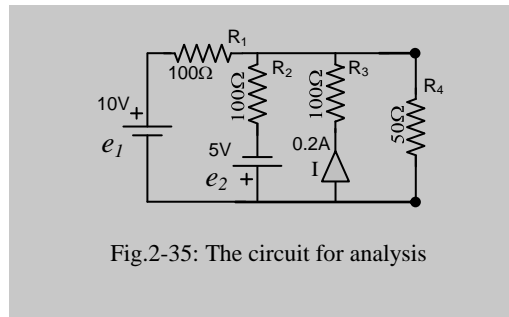 R1
100Ω
R2
100Ω
R3
100Ω
R4
50Ω
10V
+
e1
5V
e2
+
0.2A
I
Fig.2-35: The circuit for analysis